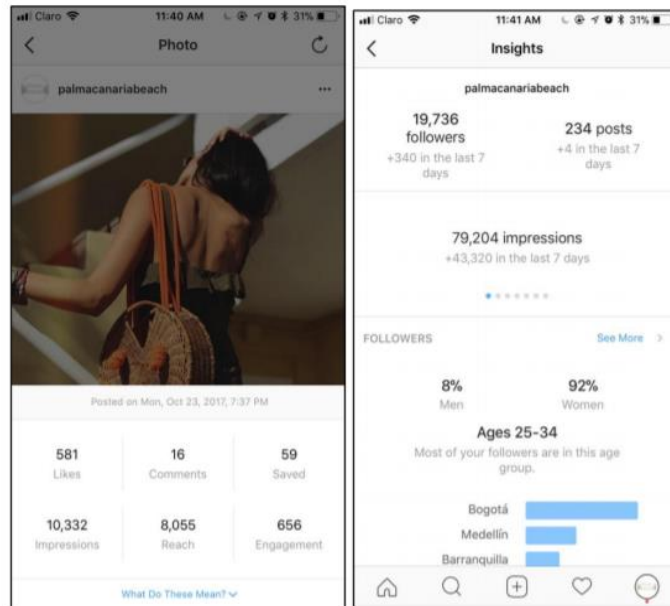 Claro 11:40 AM 31%
Photo
palmacanariabeach
Posted on Mon, Oct 23, 2017, 7:37 PM
581 16 59
Likes Comments Saved
10,332 8,055 656
Impressions Reach Engagement
What Do These Mean?
Claro 11:41 AM 31%
Insights
palmacanariabeach
19,736
followers
+340 in the last 7
days
234 posts
+4 in the last 7
days
79,204 impressions
+43,320 in the last 7 days
FOLLOWERS See More
8% 92%
Men Women
Ages 25-34
Most of your followers are in this age
group.
Bogotá
Medellín
Barranquilla